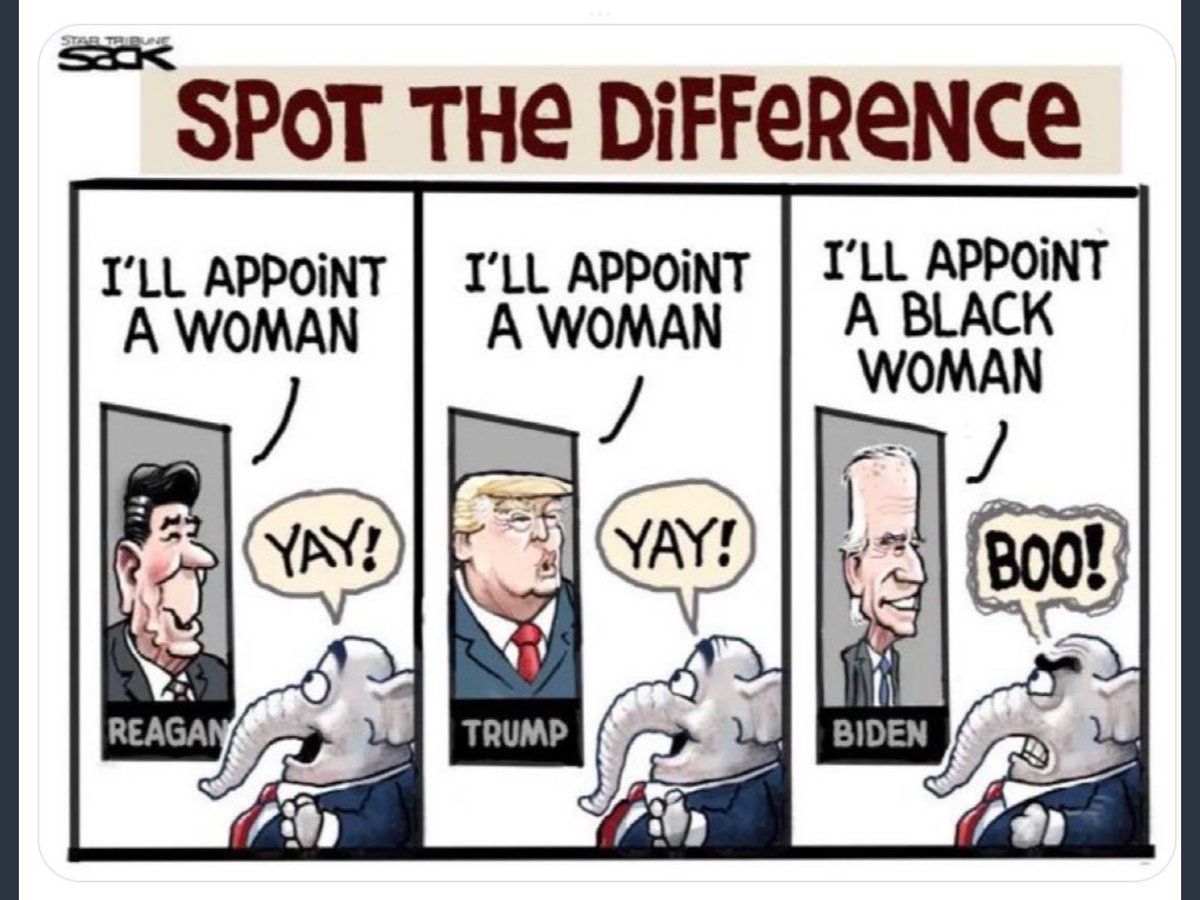 STAR TRIBUNE
SACK
SPOT THE DiFFeReNCe
I'LL APPOiNT
A WOMAN
YAY!
REAGAN
I'LL APPOiNT
A WOMAN
YAY!
TRUMP
I'LL APPOiNT
A BLACK
WOMAN
BOO!
BIDEN